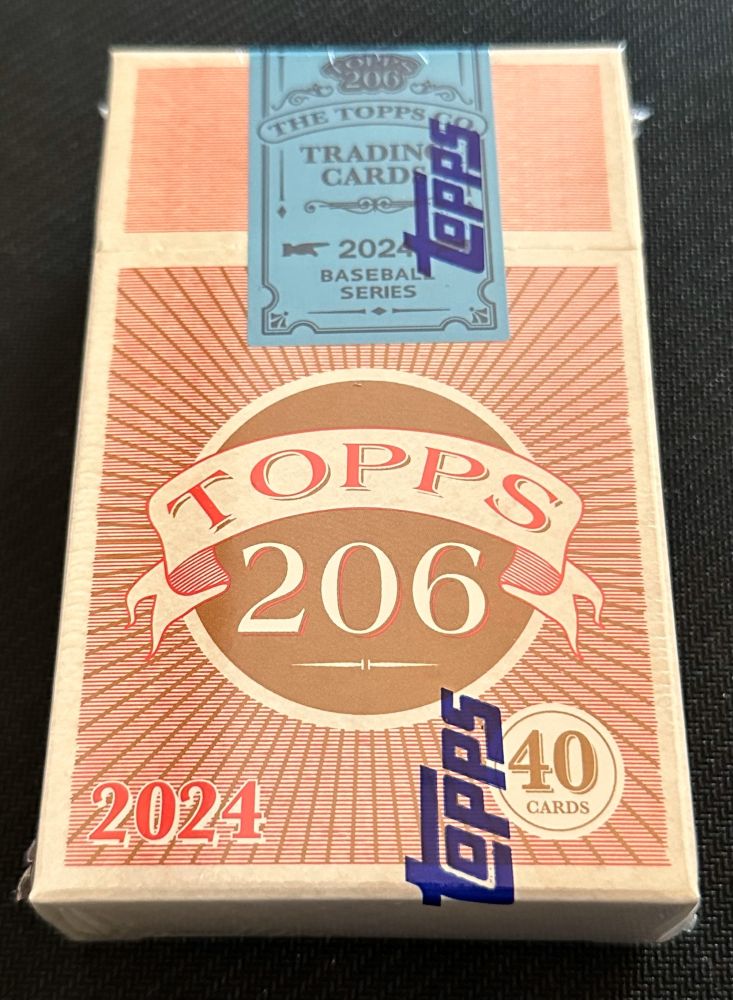 TOPPS
206
THE TOPPS CO.
TRADING
CARDS
topps
2024
BASEBALL
SERIES
TOPPS
206
topps
40
CARDS
2024